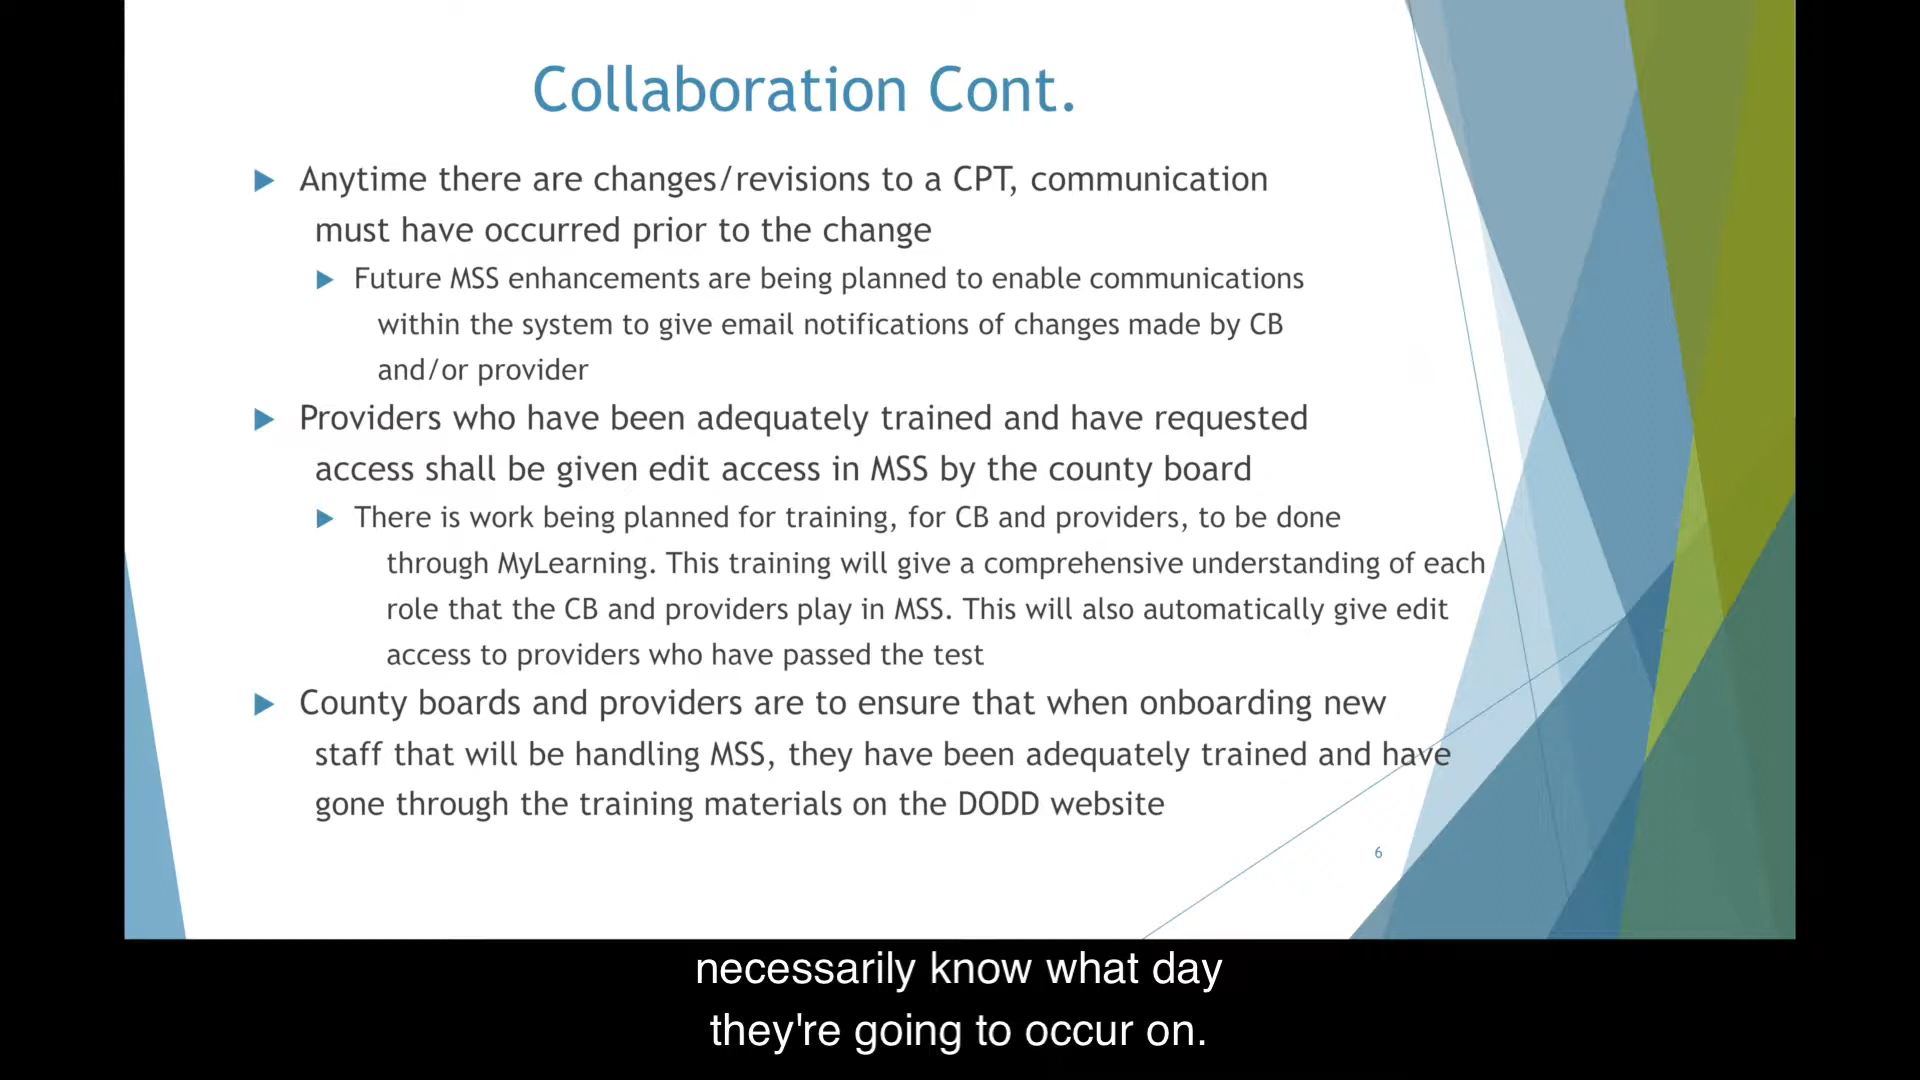 Collaboration Cont.
Anytime there are changes/revisions to a CPT, communication
must have occurred prior to the change
Future MSS enhancements are being planned to enable communications
within the system to give email notifications of changes made by CB
and/or provider
Providers who have been adequately trained and have requested
access shall be given edit access in MSS by the county board
There is work being planned for training, for CB and providers, to be done
through MyLearning. This training will give a comprehensive understanding of each
role that the CB and providers play in MSS. This will also automatically give edit
access to providers who have passed the test
County boards and providers are to ensure that when onboarding new
staff that will be handling MSS, they have been adequately trained and have
gone through the training materials on the DODD website
6
necessarily know what day
they're going to occur on.